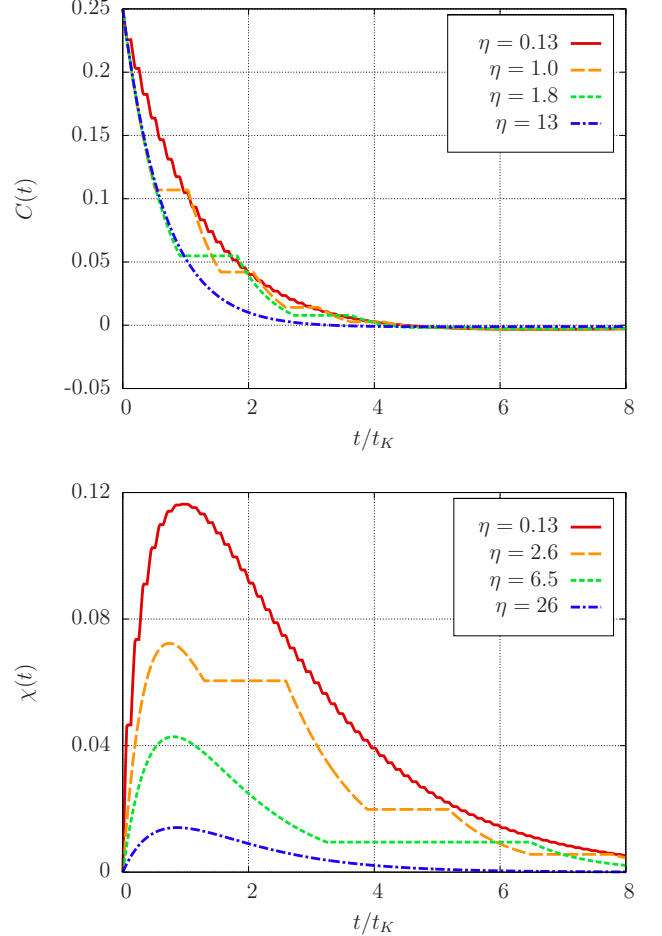 0.25
0.2
0.15
0.1
0.05
0
-0.05
C(t)
η = 0.13
η = 1.0
η = 1.8
η = 13
0 2 4 6 8
t/t_K
0.12
0.08
0.04
0
χ(t)
η = 0.13
η = 2.6
η = 6.5
η = 26
0 2 4 6 8
t/t_K